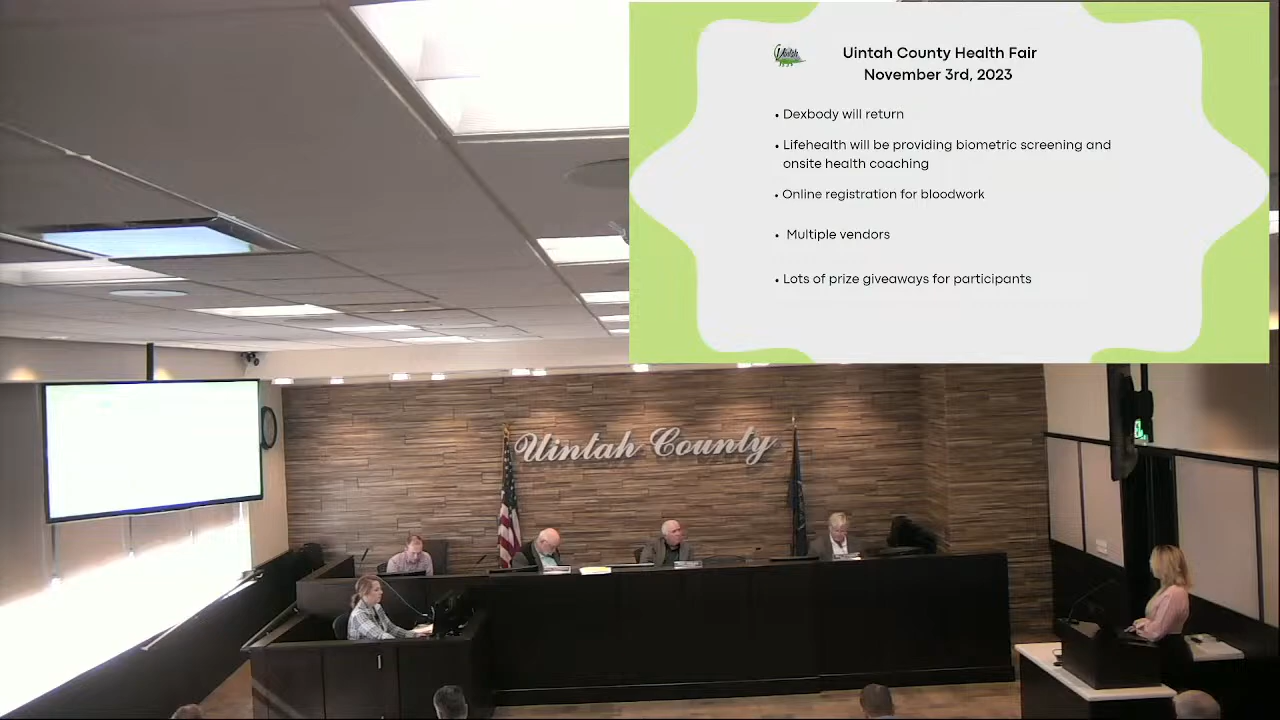 Uintah
Uintah County Health Fair
November 3rd, 2023
• Dexbody will return
• Lifehealth will be providing biometric screening and
onsite health coaching
• Online registration for bloodwork
• Multiple vendors
• Lots of prize giveaways for participants
Uintah County